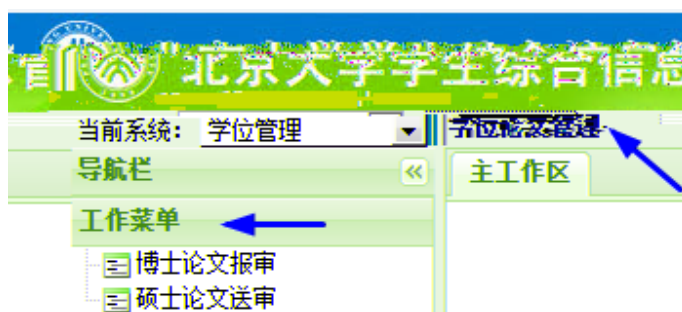 北京大学学生综合信息
当前系统： 学位管理
导航栏
主工作区
工作菜单
博士论文报审
硕士论文送审